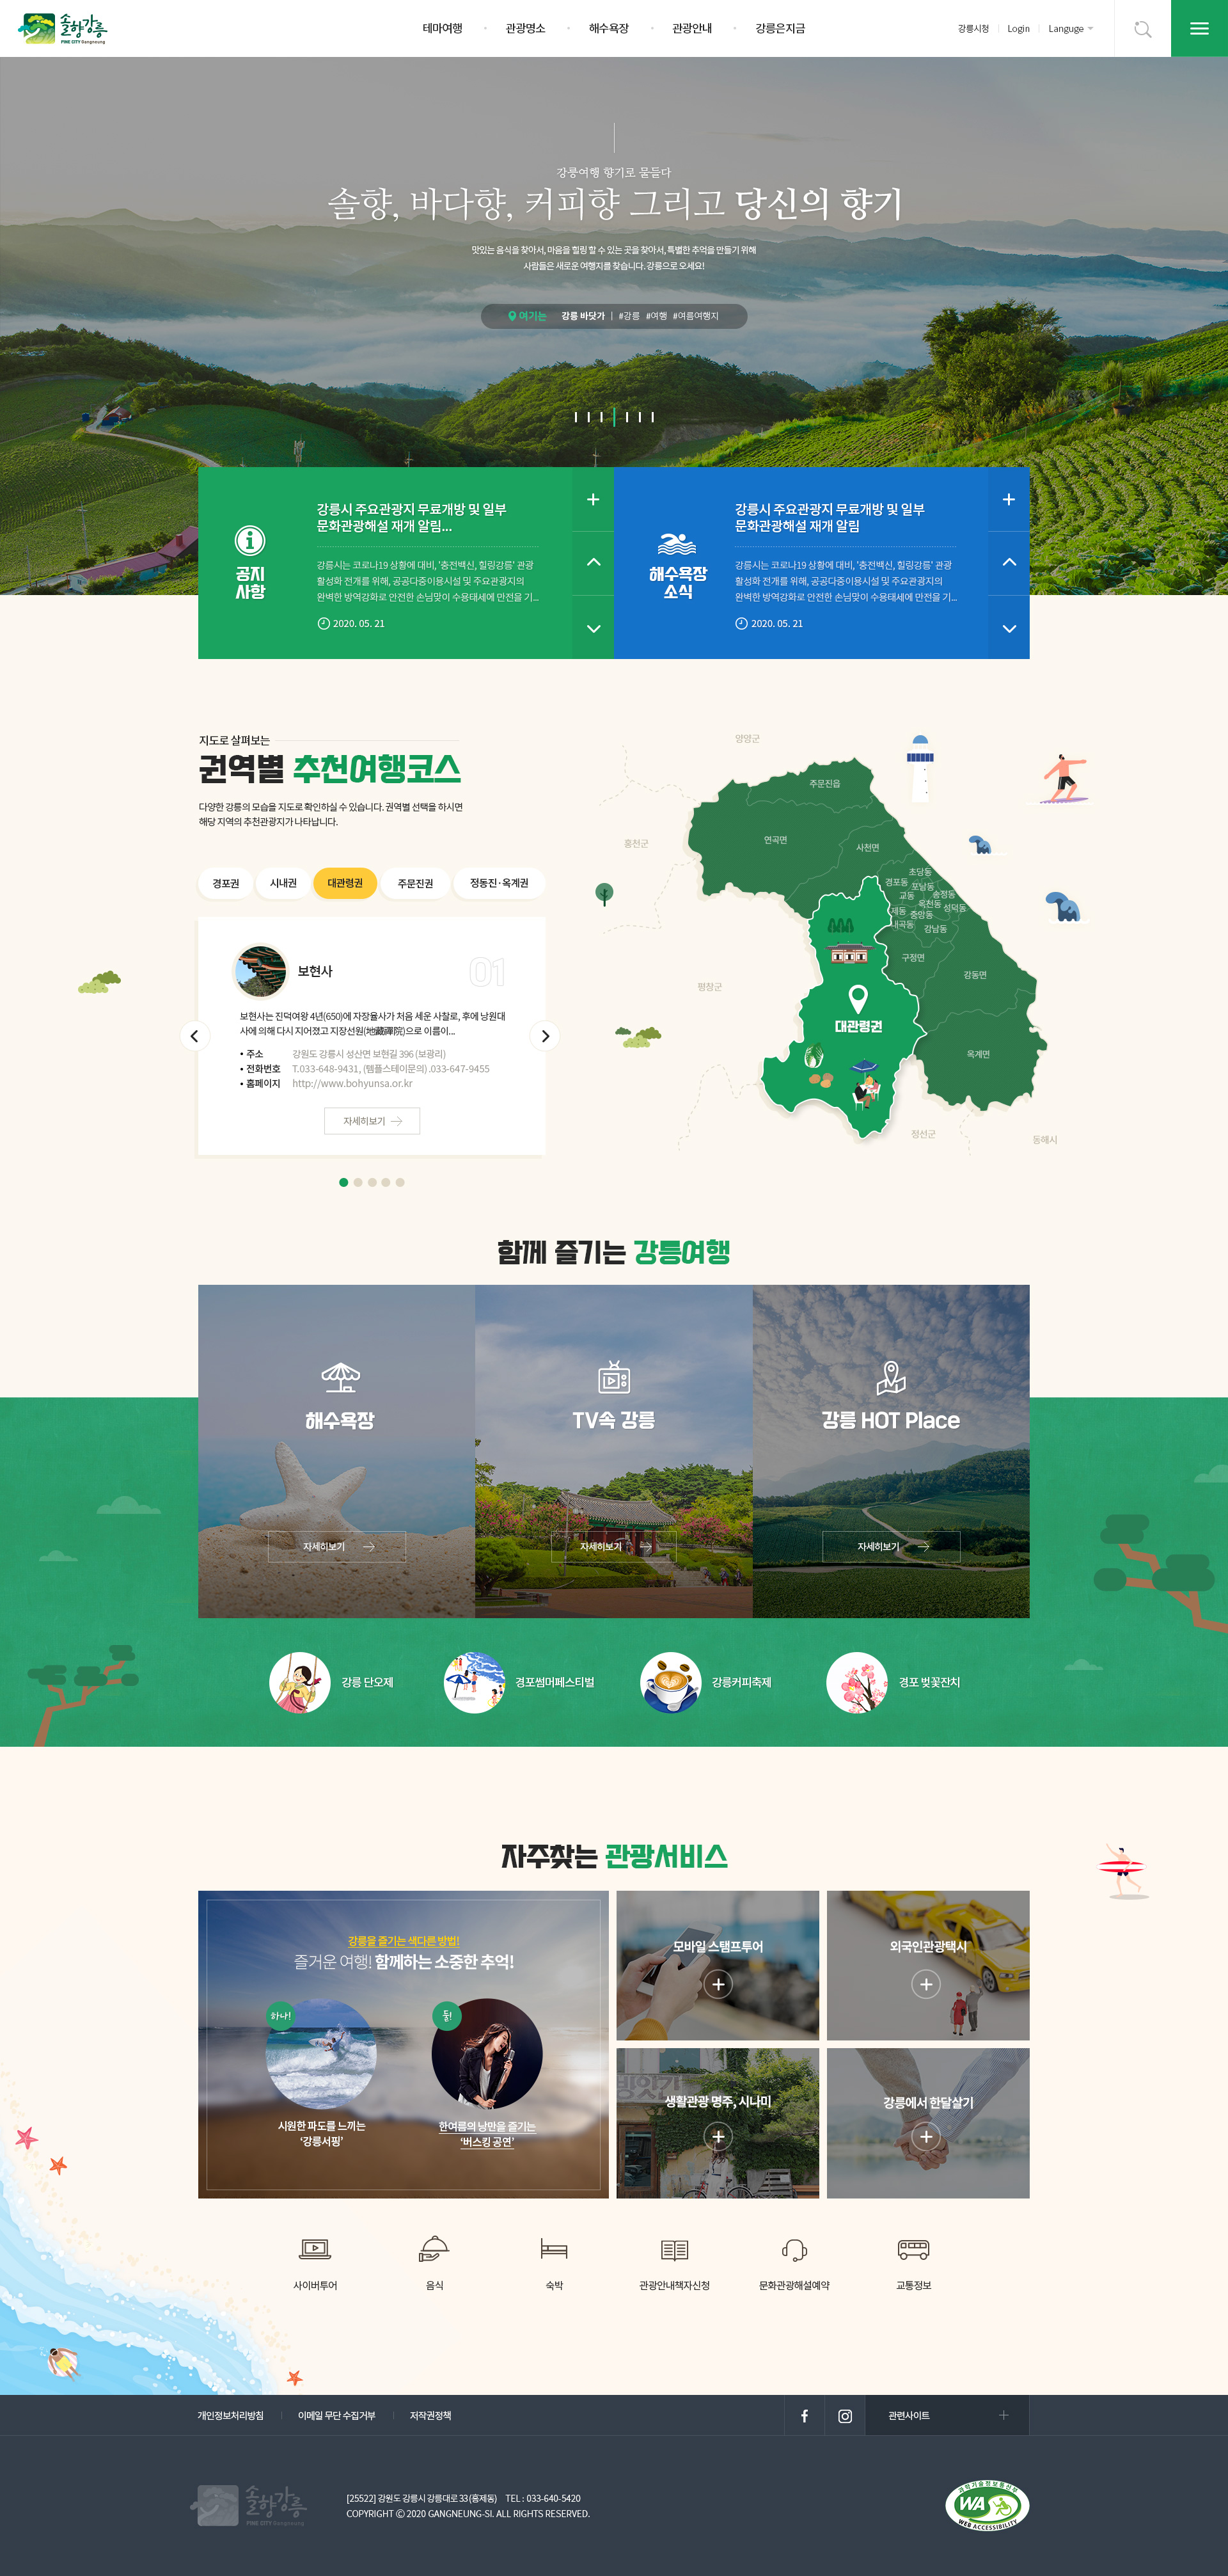 솔향강릉
PINE CITY Gangneung
테마여행
관광명소
해수욕장
관광안내
강릉은지금
강릉시청
Login
Languge
강릉여행 향기로 물들다
솔향, 바다향, 커피향 그리고 당신의 향기
맛있는 음식을 찾아서, 마음을 힐링 할 수 있는 곳을 찾아서, 특별한 추억을 만들기 위해
사람들은 새로운 여행지를 찾습니다. 강릉으로 오세요!
여기는 강릉 바닷가 | #강릉 #여행 #여름여행지
공지
사항
강릉시 주요관광지 무료개방 및 일부
문화관광해설 재개 알림...
강릉시는 코로나19 상황에 대비, '충전백신, 힐링강릉' 관광
활성화 전개를 위해, 공공다중이용시설 및 주요관광지의
완벽한 방역강화로 안전한 손님맞이 수용태세에 만전을 기...
2020. 05. 21
해수욕장
소식
강릉시 주요관광지 무료개방 및 일부
문화관광해설 재개 알림
강릉시는 코로나19 상황에 대비, '충전백신, 힐링강릉' 관광
활성화 전개를 위해, 공공다중이용시설 및 주요관광지의
완벽한 방역강화로 안전한 손님맞이 수용태세에 만전을 기...
2020. 05. 21
지도로 살펴보는
권역별 추천여행코스
다양한 강릉의 모습을 지도로 확인하실 수 있습니다. 권역별 선택을 하시면
해당 지역의 추천관광지가 나타납니다.
경포권
시내권
대관령권
주문진권
정동진·옥계권
보현사
01
보현사는 진덕여왕 4년(650)에 자장율사가 처음 세운 사찰로, 후에 낭원대
사에 의해 다시 지어졌고 지장선원(地藏禪院)으로 이름이...
• 주소 강원도 강릉시 성산면 보현길 396 (보광리)
• 전화번호 T.033-648-9431, (템플스테이문의) .033-647-9455
• 홈페이지 http://www.bohyunsa.or.kr
자세히보기
양양군
주문진읍
홍천군
연곡면
사천면
초당동
경포동
포남동
교동
송정동
옥천동
성덕동
제동
중앙동
내곡동
강남동
구정면
강동면
평창군
대관령권
옥계면
정선군
동해시
함께 즐기는 강릉여행
해수욕장
자세히보기
TV속 강릉
자세히보기
강릉 HOT Place
자세히보기
강릉 단오제
경포썸머페스티벌
강릉커피축제
경포 벚꽃잔치
자주찾는 관광서비스
강릉을 즐기는 색다른 방법!
즐거운 여행! 함께하는 소중한 추억!
하나!
시원한 파도를 느끼는
'강릉서핑'
둘!
한여름의 낭만을 즐기는
'버스킹 공연'
모바일 스탬프투어
외국인관광택시
생활관광 명주, 시나미
강릉에서 한달살기
사이버투어
음식
숙박
관광안내책자신청
문화관광해설예약
교통정보
개인정보처리방침
이메일 무단 수집거부
저작권정책
관련사이트
솔향강릉
PINE CITY Gangneung
[25522] 강원도 강릉시 강릉대로 33 (홍제동) TEL : 033-640-5420
COPYRIGHT ⓒ 2020 GANGNEUNG-SI. ALL RIGHTS RESERVED.
과학기술정보통신부
WA
WEB ACCESSIBILITY